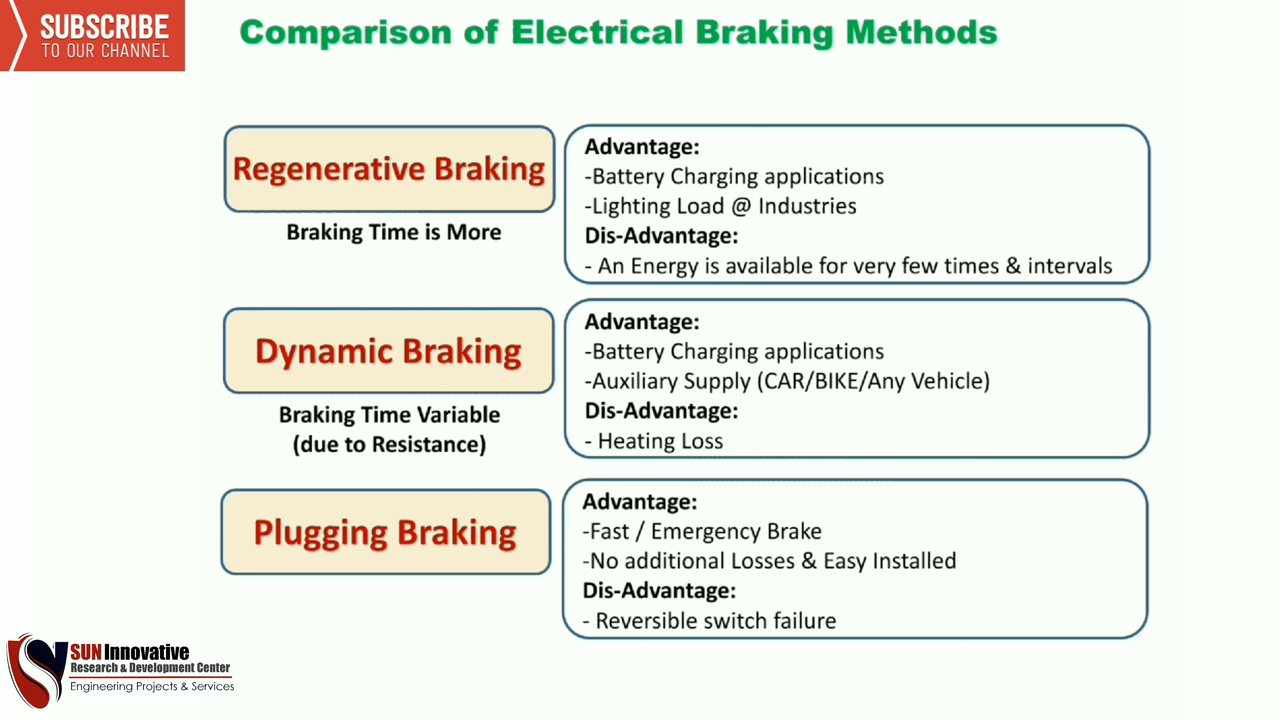 SUBSCRIBE
TO OUR CHANNEL
Comparison of Electrical Braking Methods
Regenerative Braking
Braking Time is More
Advantage:
-Battery Charging applications
-Lighting Load @ Industries
Dis-Advantage:
- An Energy is available for very few times & intervals
Dynamic Braking
Braking Time Variable
(due to Resistance)
Advantage:
-Battery Charging applications
-Auxiliary Supply (CAR/BIKE/Any Vehicle)
Dis-Advantage:
- Heating Loss
Plugging Braking
Advantage:
-Fast / Emergency Brake
-No additional Losses & Easy Installed
Dis-Advantage:
- Reversible switch failure
SUN Innovative
Research & Development Center
Engineering Projects & Services